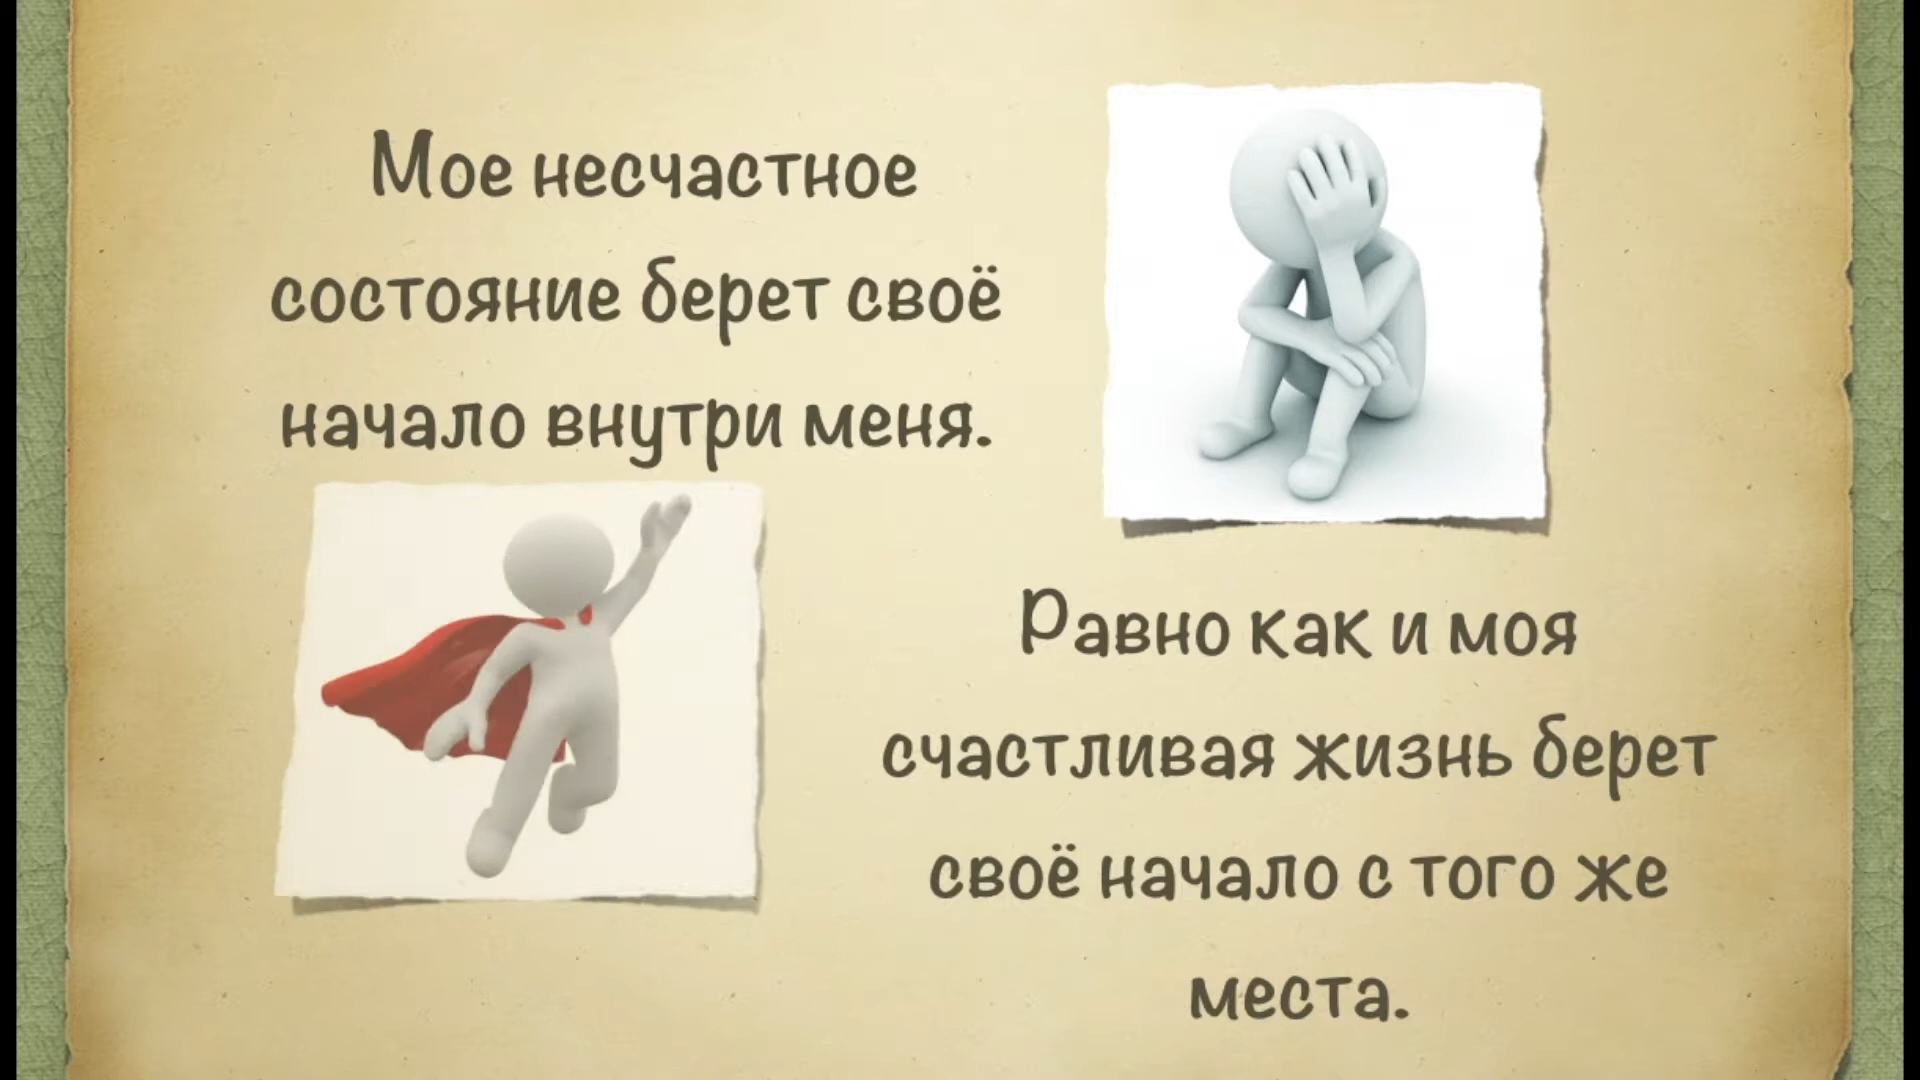 Мое несчастное
состояние берет своё
начало внутри меня.
Равно как и моя
счастливая жизнь берет
своё начало с того же
места.